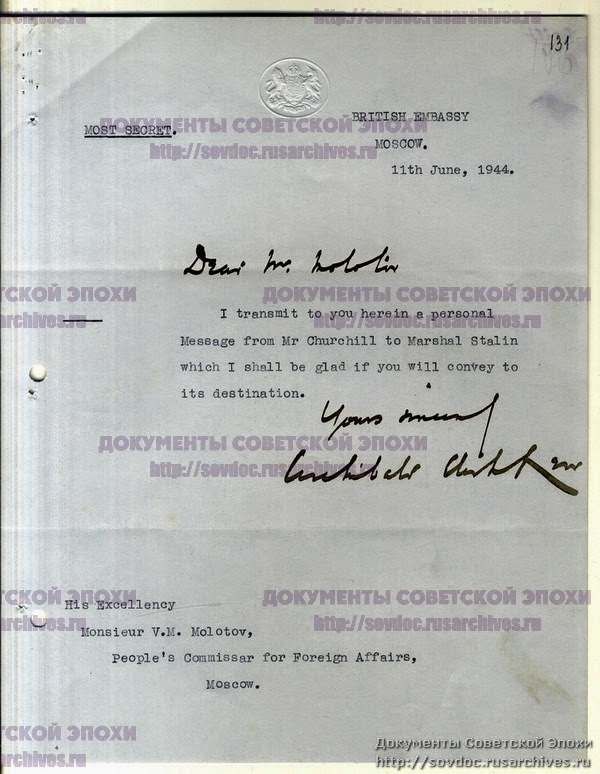 131
BRITISH EMBASSY
MOST SECRET.
MOSCOW.
11th June, 1944.
Dear Mr. Molotov
I transmit to you herein a personal
Message from Mr Churchill to Marshal Stalin
which I shall be glad if you will convey to
its destination.
Yours sincerely
Archibald Clark Kerr
His Excellency
Monsieur V.M. Molotov,
People's Commissar for Foreign Affairs,
Moscow.
ДОКУМЕНТЫ СОВЕТСКОЙ ЭПОХИ
http://sovdoc.rusarchives.ru
Документы Советской Эпохи
http://sovdoc.rusarchives.ru